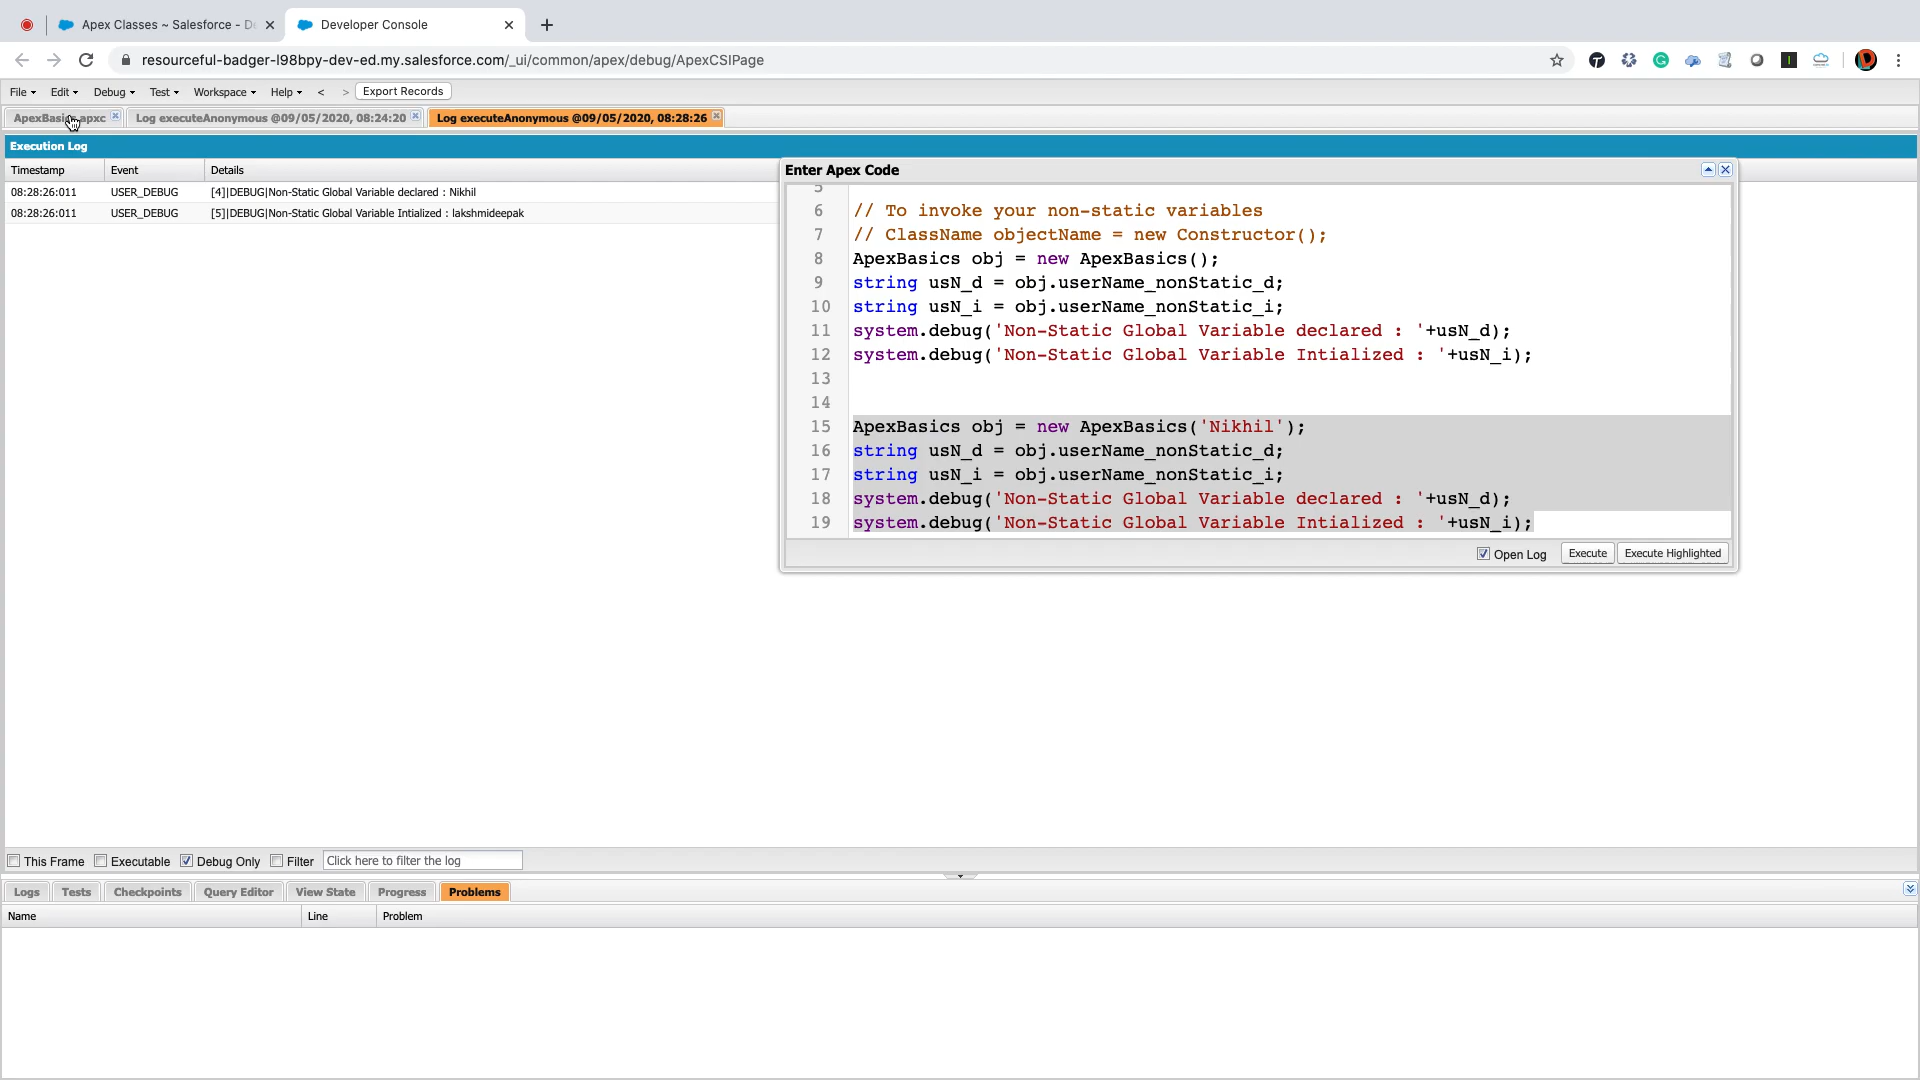 Apex Classes ~ Salesforce - De
Developer Console
resourceful-badger-l98bpy-dev-ed.my.salesforce.com/_ui/common/apex/debug/ApexCSIPage
File Edit Debug Test Workspace Help < > Export Records
Log executeAnonymous @09/05/2020, 08:24:20
Log executeAnonymous @09/05/2020, 08:28:26
Execution Log
Timestamp Event Details
08:28:26:011 USER_DEBUG [4]|DEBUG|Non-Static Global Variable declared : Nikhil
08:28:26:011 USER_DEBUG [5]|DEBUG|Non-Static Global Variable Intialized : lakshmideepak
Enter Apex Code
5
6 // To invoke your non-static variables
7 // ClassName objectName = new Constructor();
8 ApexBasics obj = new ApexBasics();
9 string usN_d = obj.userName_nonStatic_d;
10 string usN_i = obj.userName_nonStatic_i;
11 system.debug('Non-Static Global Variable declared : '+usN_d);
12 system.debug('Non-Static Global Variable Intialized : '+usN_i);
13
14
15 ApexBasics obj = new ApexBasics('Nikhil');
16 string usN_d = obj.userName_nonStatic_d;
17 string usN_i = obj.userName_nonStatic_i;
18 system.debug('Non-Static Global Variable declared : '+usN_d);
19 system.debug('Non-Static Global Variable Intialized : '+usN_i);
Open Log Execute Execute Highlighted
This Frame Executable Debug Only Filter Click here to filter the log
Logs Tests Checkpoints Query Editor View State Progress Problems
Name Line Problem